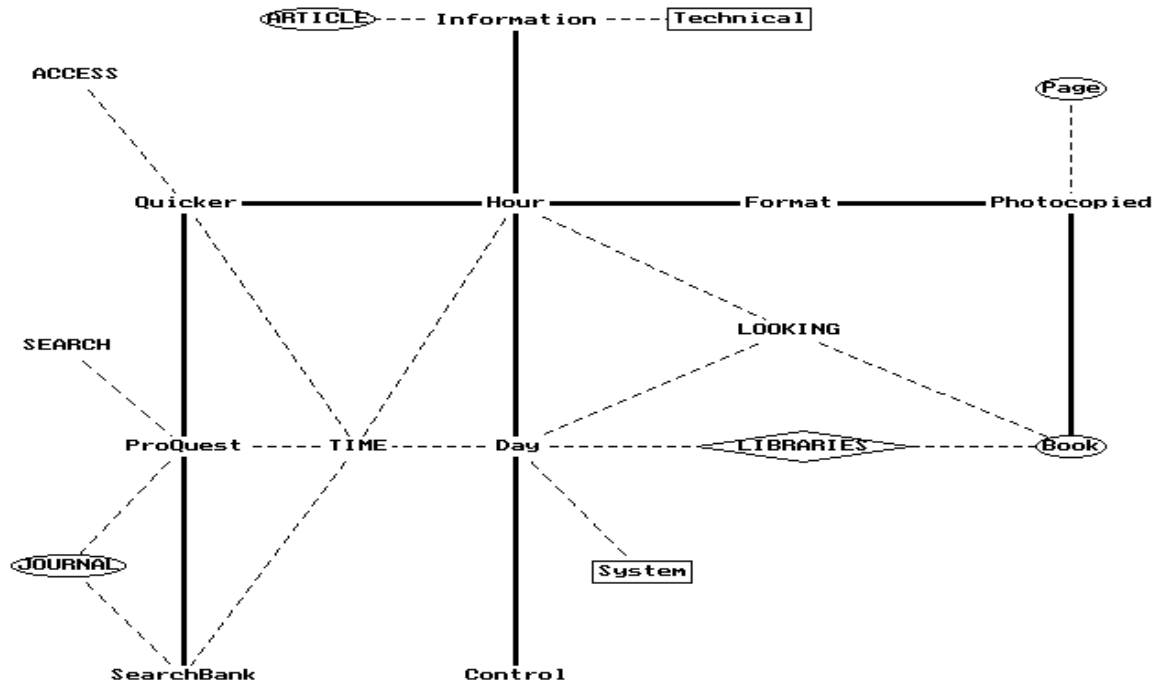 ARTICLE Information Technical
ACCESS
Page
Quicker Hour Format Photocopied
LOOKING
SEARCH
ProQuest TIME Day LIBRARIES Book
JOURNAL System
SearchBank Control